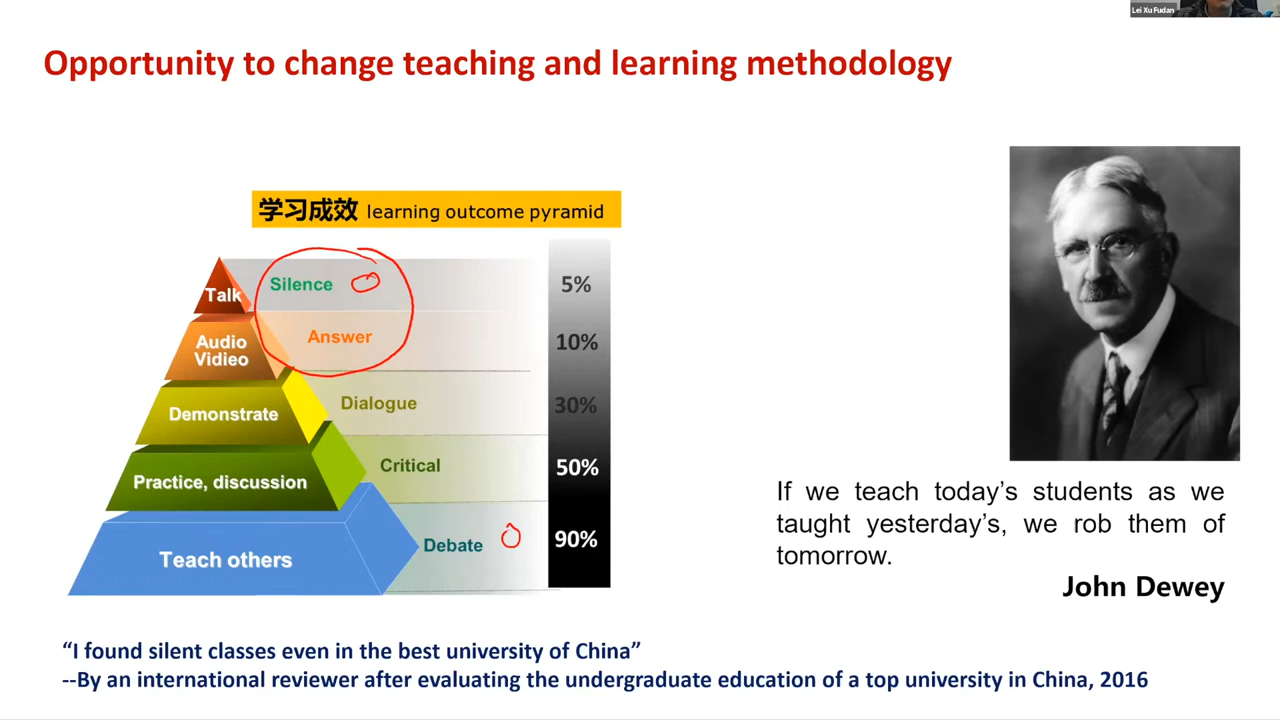 Lei Xu Fudan
Opportunity to change teaching and learning methodology
学习成效 learning outcome pyramid
Talk Silence 5%
Audio
Vidieo Answer 10%
Demonstrate Dialogue 30%
Practice, discussion Critical 50%
Teach others Debate 90%
If we teach today's students as we
taught yesterday's, we rob them of
tomorrow.
John Dewey
“I found silent classes even in the best university of China”
--By an international reviewer after evaluating the undergraduate education of a top university in China, 2016